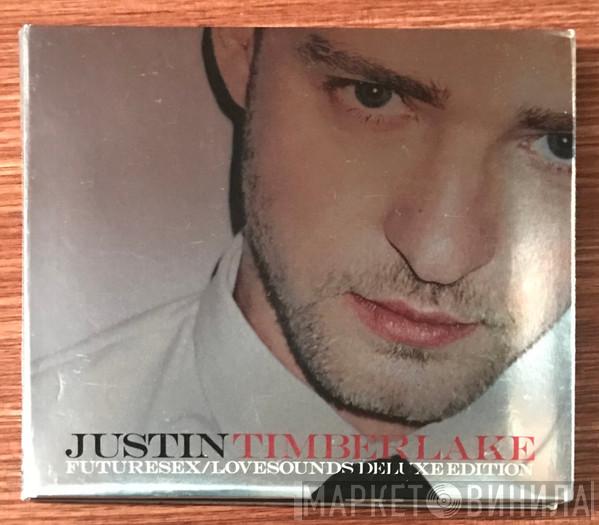 JUSTIN TIMBERLAKE
FUTURESEX/LOVESOUNDS DELUXE EDITION
МАРКЕТ ВИНИЛА